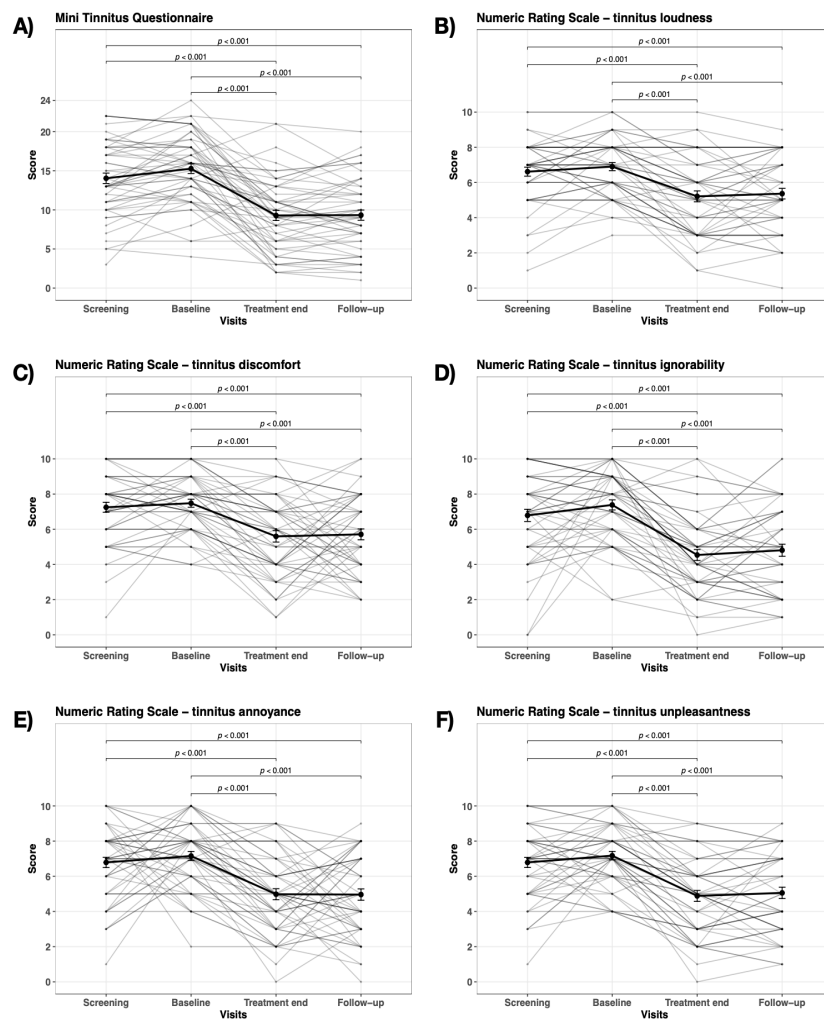 A)
Mini Tinnitus Questionnaire
p < 0.001
p < 0.001
p < 0.001
p < 0.001
24
20
15
10
5
0
Score
Screening Baseline Treatment end Follow-up
Visits
B)
Numeric Rating Scale – tinnitus loudness
p < 0.001
p < 0.001
p < 0.001
p < 0.001
10
8
6
4
2
0
Score
Screening Baseline Treatment end Follow-up
Visits
C)
Numeric Rating Scale – tinnitus discomfort
p < 0.001
p < 0.001
p < 0.001
p < 0.001
10
8
6
4
2
0
Score
Screening Baseline Treatment end Follow-up
Visits
D)
Numeric Rating Scale – tinnitus ignorability
p < 0.001
p < 0.001
p < 0.001
p < 0.001
10
8
6
4
2
0
Score
Screening Baseline Treatment end Follow-up
Visits
E)
Numeric Rating Scale – tinnitus annoyance
p < 0.001
p < 0.001
p < 0.001
p < 0.001
10
8
6
4
2
0
Score
Screening Baseline Treatment end Follow-up
Visits
F)
Numeric Rating Scale – tinnitus unpleasantness
p < 0.001
p < 0.001
p < 0.001
p < 0.001
10
8
6
4
2
0
Score
Screening Baseline Treatment end Follow-up
Visits